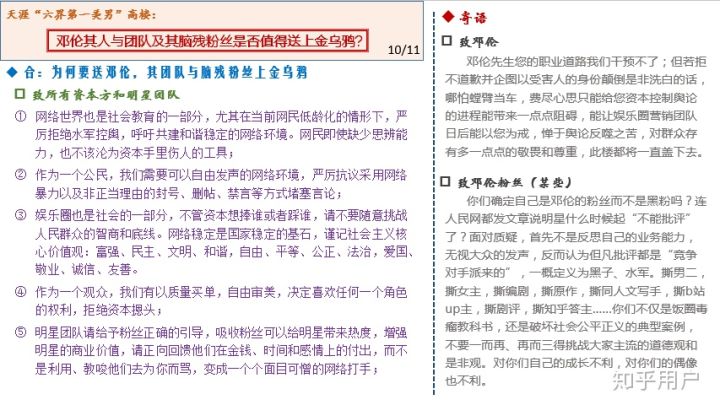 天涯“六界第一美男”高楼：
邓伦其人与团队及其脑残粉丝是否值得送上金乌鸦？
10/11
◆ 合：为何要送邓伦，其团队与脑残粉丝上金乌鸦
致所有资本方和明星团队
① 网络世界也是社会教育的一部分，尤其在当前网民低龄化的情形下，严
厉拒绝水军控舆，呼吁共建和谐稳定的网络环境。网民即使缺少思辨能
力，也不该沦为资本手里伤人的工具；
② 作为一个公民，我们需要可以自由发声的网络环境，严厉抗议采用网络
暴力以及非正当理由的封号、删帖、禁言等方式堵塞言论；
③ 娱乐圈也是社会的一部分，不管资本想捧谁或者踩谁，请不要随意挑战
人民群众的智商和底线。网络稳定是国家稳定的基石，谨记社会主义核
心价值观：富强、民主、文明、和谐，自由、平等、公正、法治，爱国、
敬业、诚信、友善。
④ 作为一个观众，我们有以质量买单，自由审美，决定喜欢任何一个角色
的权利，拒绝资本摁头；
⑤ 明星团队请给予粉丝正确的引导，吸收粉丝可以给明星带来热度，增强
明星的商业价值，请正向回馈他们在金钱、时间和感情上的付出，而不
是利用、教唆他们去为你而骂，变成一个个面目可憎的网络打手；
◆ 寄语
致邓伦
邓伦先生您的职业道路我们干预不了；但若拒
不道歉并企图以受害人的身份颠倒是非洗白的话，
哪怕螳臂当车，费尽心思只能给您资本控制舆论
的进程能带来一点点阻碍，能让娱乐圈营销团队
日后能以您为戒，惮于舆论反噬之苦，对群众存
有多一点点的敬畏和尊重，此楼都将一直盖下去。
致邓伦粉丝（某些）
你们确定自己是邓伦的粉丝而不是黑粉吗？连
人民网都发文章说明星什么时候起“不能批评”
了？面对质疑，首先不是反思自己的业务能力，
无视大众的发声，反而认为但凡批评都是“竞争
对手派来的”，一概定义为黑子、水军。撕男二，
撕女主，撕编剧，撕原作，撕同人文写手，撕b站
up主，撕剧评，撕知乎答主……你们不仅是饭圈毒
瘤教科书，还是破坏社会公平正义的典型案例，
不要一而再、再而三得挑战大家主流的道德观和
是非观。对你们自己的成长不利，对你们的偶像
也不利。
知乎用户